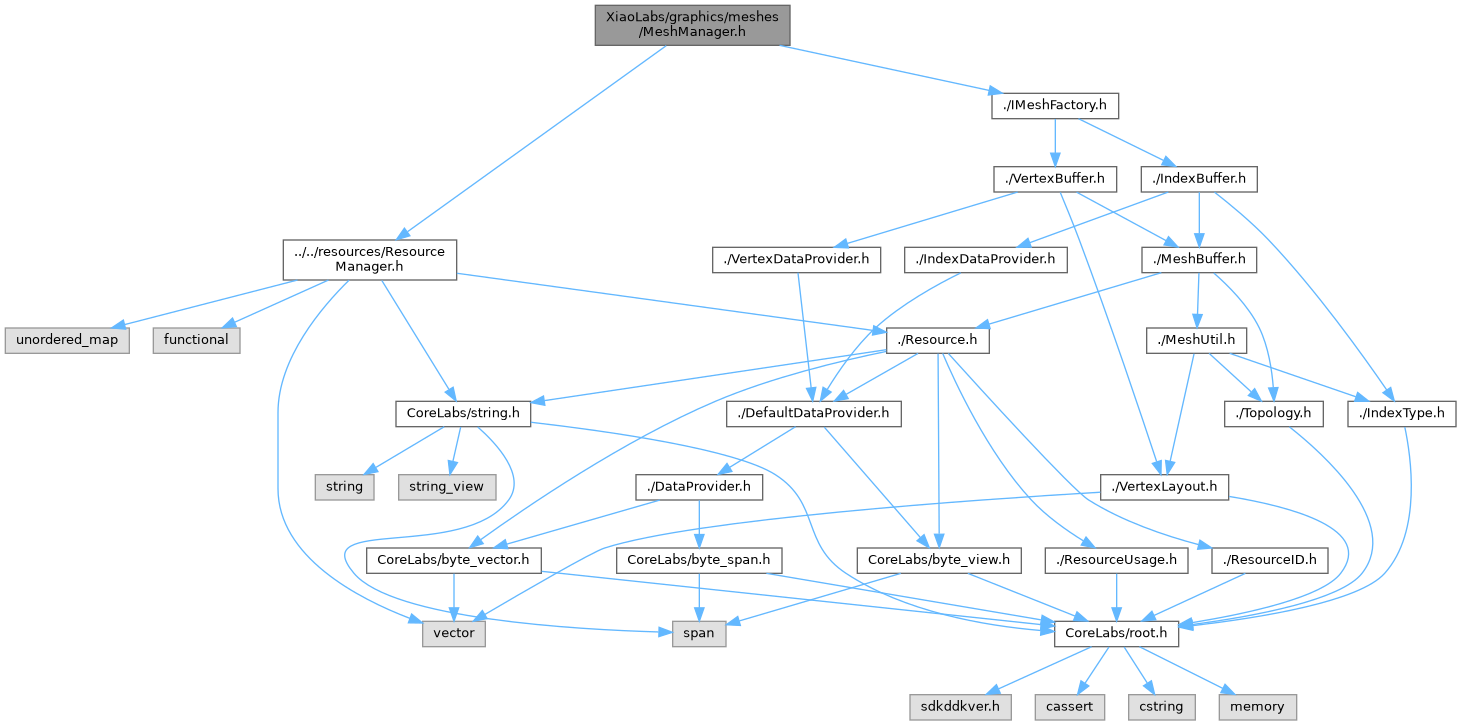 XiaoLabs/graphics/meshes
/MeshManager.h
./IMeshFactory.h
./VertexBuffer.h
./IndexBuffer.h
../../resources/Resource
Manager.h
./VertexDataProvider.h
./IndexDataProvider.h
./MeshBuffer.h
unordered_map
functional
./Resource.h
./MeshUtil.h
CoreLabs/string.h
./DefaultDataProvider.h
./Topology.h
./IndexType.h
string
string_view
./DataProvider.h
./VertexLayout.h
CoreLabs/byte_vector.h
CoreLabs/byte_span.h
CoreLabs/byte_view.h
./ResourceUsage.h
./ResourceID.h
vector
span
CoreLabs/root.h
sdkddkver.h
cassert
cstring
memory